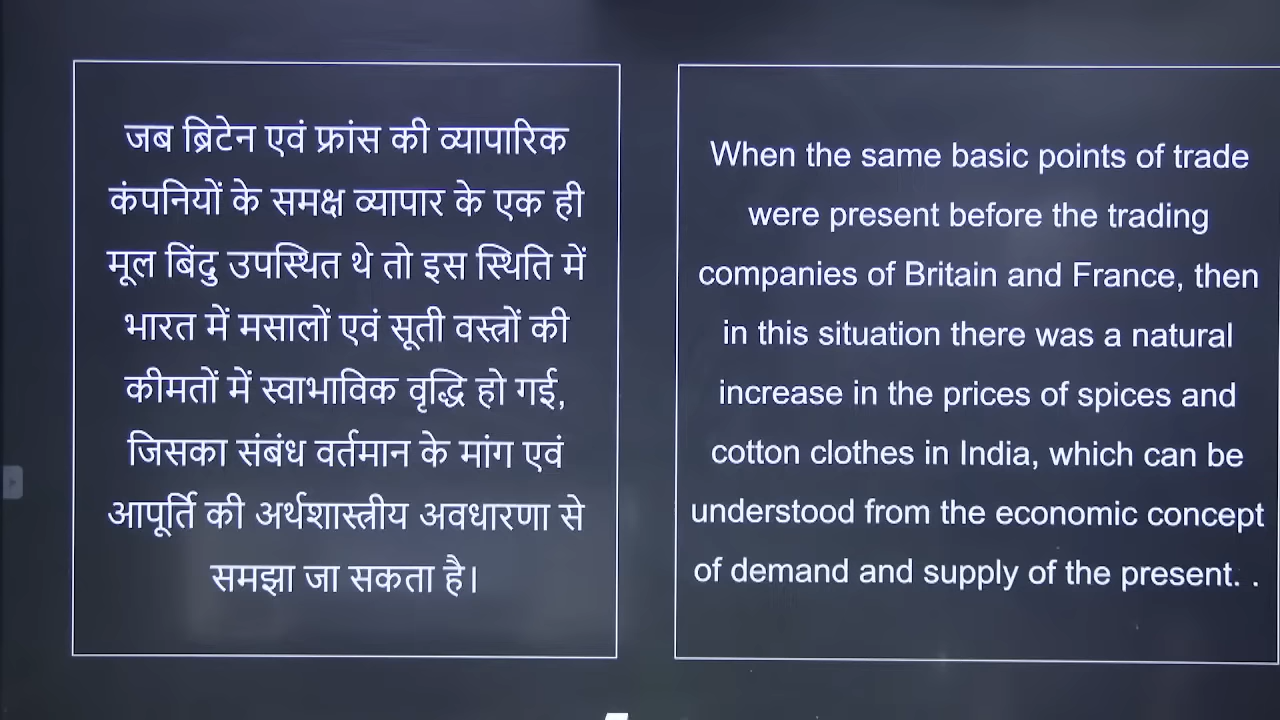 जब ब्रिटेन एवं फ्रांस की व्यापारिक
कंपनियों के समक्ष व्यापार के एक ही
मूल बिंदु उपस्थित थे तो इस स्थिति में
भारत में मसालों एवं सूती वस्त्रों की
कीमतों में स्वाभाविक वृद्धि हो गई,
जिसका संबंध वर्तमान के मांग एवं
आपूर्ति की अर्थशास्त्रीय अवधारणा से
समझा जा सकता है।
When the same basic points of trade
were present before the trading
companies of Britain and France, then
in this situation there was a natural
increase in the prices of spices and
cotton clothes in India, which can be
understood from the economic concept
of demand and supply of the present. .